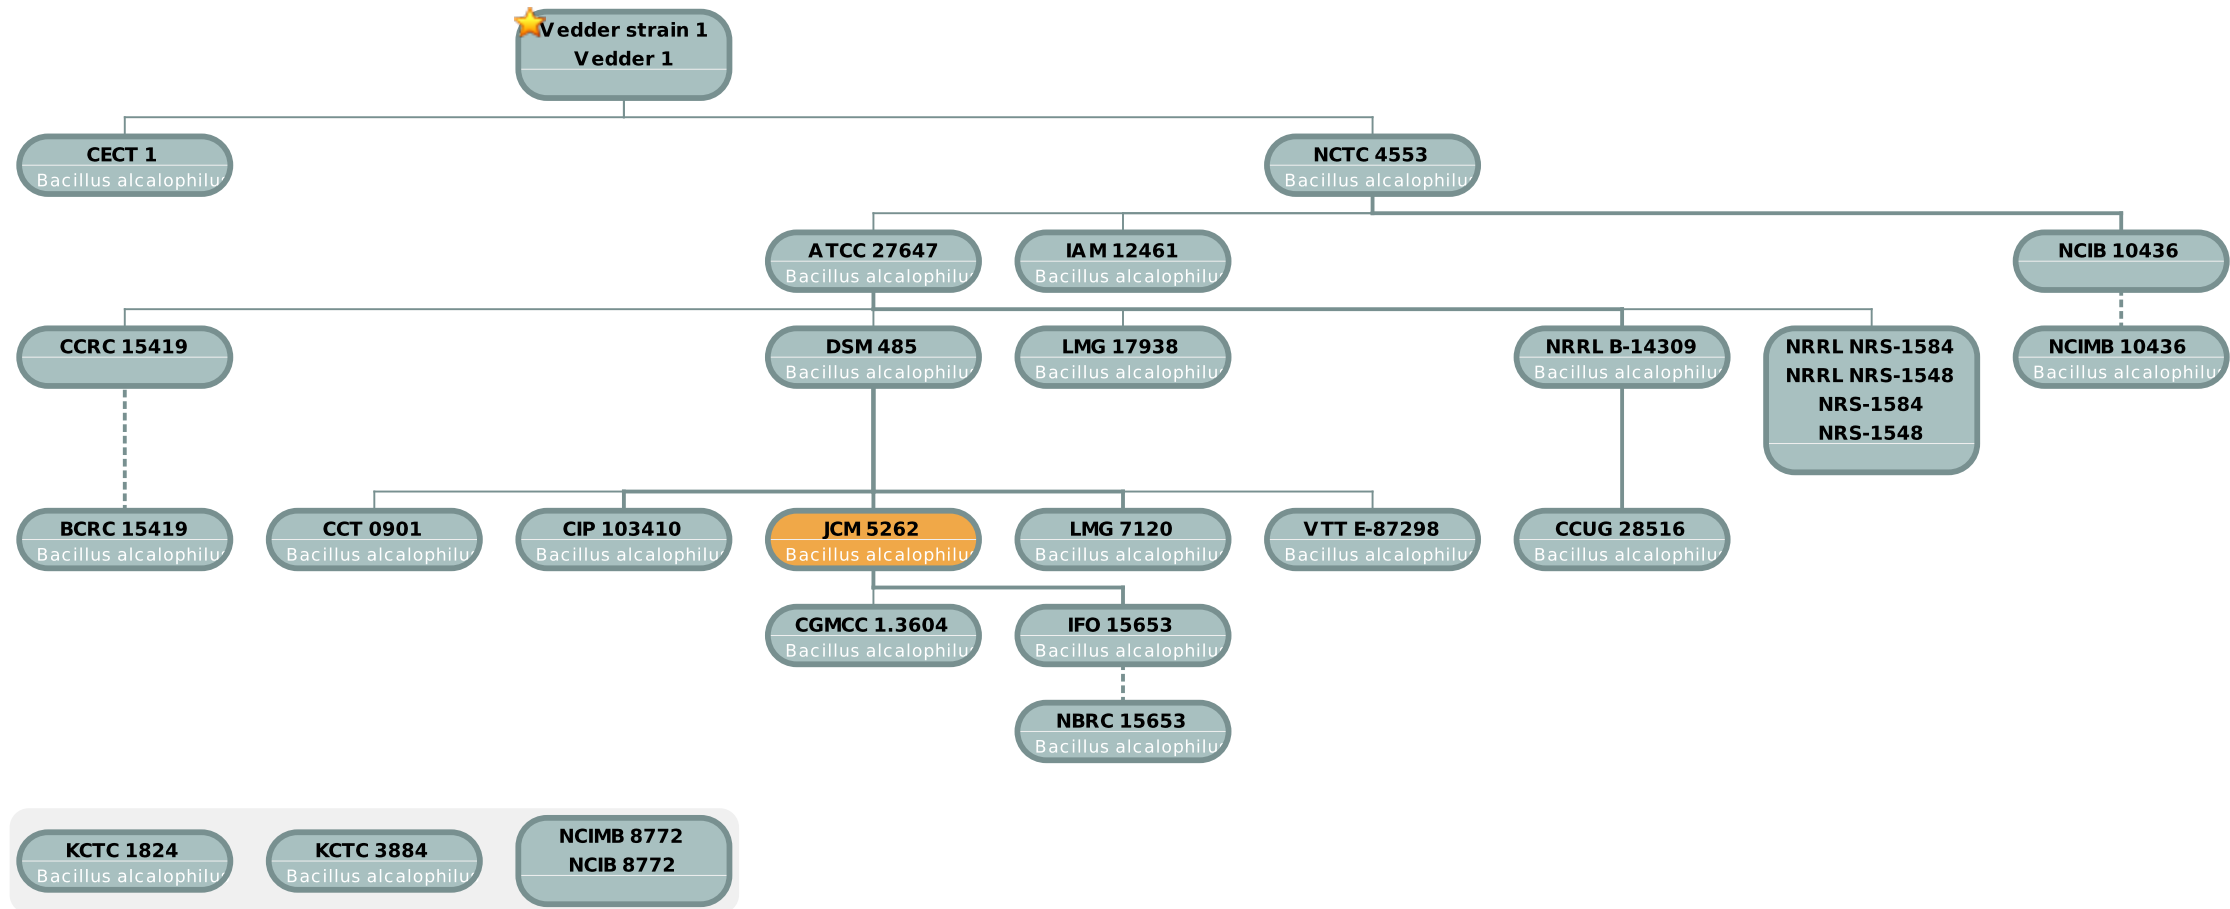 Vedder strain 1
Vedder 1
CECT 1
Bacillus alcalophilu
NCTC 4553
Bacillus alcalophilu
ATCC 27647
Bacillus alcalophilu
IAM 12461
Bacillus alcalophilu
NCIB 10436
CCRC 15419
DSM 485
Bacillus alcalophilu
LMG 17938
Bacillus alcalophilu
NRRL B-14309
Bacillus alcalophilu
NRRL NRS-1584
NRRL NRS-1548
NRS-1584
NRS-1548
NCIMB 10436
Bacillus alcalophilu
BCRC 15419
Bacillus alcalophilu
CCT 0901
Bacillus alcalophilu
CIP 103410
Bacillus alcalophilu
JCM 5262
Bacillus alcalophilu
LMG 7120
Bacillus alcalophilu
VTT E-87298
Bacillus alcalophilu
CCUG 28516
Bacillus alcalophilu
CGMCC 1.3604
Bacillus alcalophilu
IFO 15653
Bacillus alcalophilu
NBRC 15653
Bacillus alcalophilu
KCTC 1824
Bacillus alcalophilu
KCTC 3884
Bacillus alcalophilu
NCIMB 8772
NCIB 8772